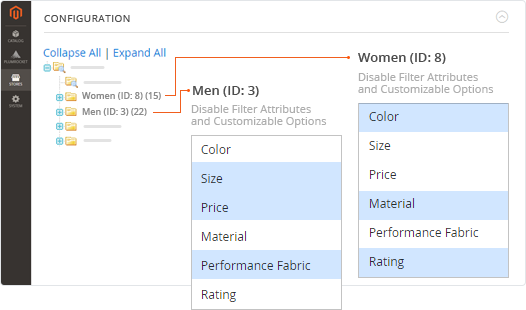 CONFIGURATION
Collapse All | Expand All
Women (ID: 8) (15)
Men (ID: 3) (22)
CATALOG
PLUMROCKET
STORES
SYSTEM
Men (ID: 3)
Disable Filter Attributes
and Customizable Options
Color
Size
Price
Material
Performance Fabric
Rating
Women (ID: 8)
Disable Filter Attributes
and Customizable Options
Color
Size
Price
Material
Performance Fabric
Rating